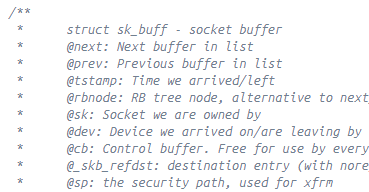 /**
 * struct sk_buff - socket buffer
 * @next: Next buffer in list
 * @prev: Previous buffer in list
 * @tstamp: Time we arrived/left
 * @rbnode: RB tree node, alternative to next
 * @sk: Socket we are owned by
 * @dev: Device we arrived on/are leaving by
 * @cb: Control buffer. Free for use by every
 * @_skb_refdst: destination entry (with nore
 * @sp: the security path, used for xfrm